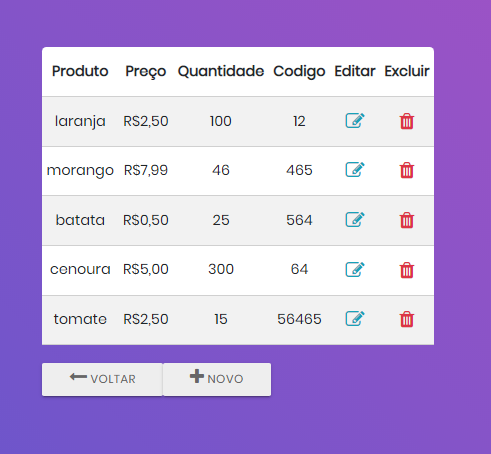 Produto Preço Quantidade Codigo Editar Excluir
laranja R$2,50 100 12
morango R$7,99 46 465
batata R$0,50 25 564
cenoura R$5,00 300 64
tomate R$2,50 15 56465
VOLTAR NOVO